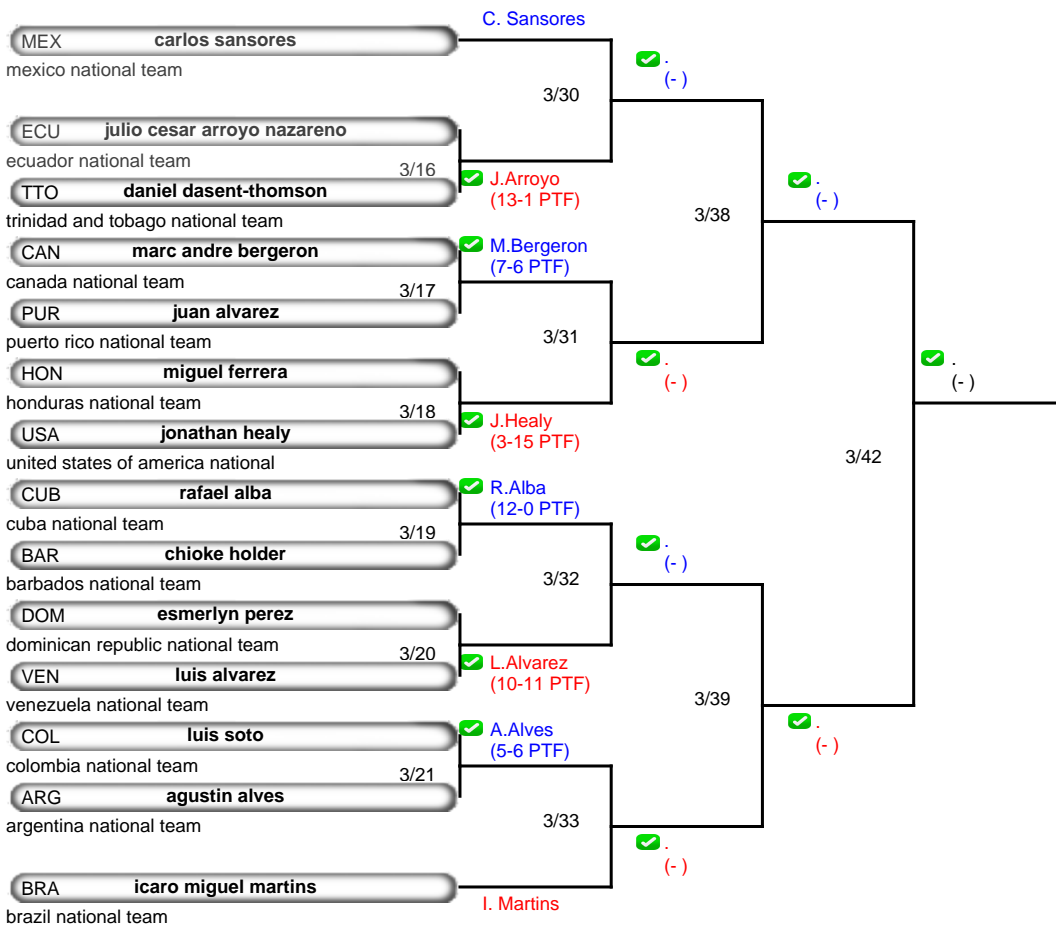 C. Sansores
MEX carlos sansores
mexico national team
. 
(- )
3/30
ECU julio cesar arroyo nazareno
ecuador national team
3/16
J.Arroyo
(13-1 PTF)
TTO daniel dasent-thomson
trinidad and tobago national team
.
(- )
3/38
CAN marc andre bergeron
canada national team
M.Bergeron
(7-6 PTF)
3/17
PUR juan alvarez
puerto rico national team
3/31
.
(- )
HON miguel ferrera
honduras national team
3/18
J.Healy
(3-15 PTF)
USA jonathan healy
united states of america national
.
(- )
3/42
CUB rafael alba
cuba national team
R.Alba
(12-0 PTF)
3/19
BAR chioke holder
barbados national team
.
(- )
3/32
DOM esmerlyn perez
dominican republic national team
3/20
L.Alvarez
(10-11 PTF)
VEN luis alvarez
venezuela national team
3/39
.
(- )
COL luis soto
colombia national team
A.Alves
(5-6 PTF)
3/21
ARG agustin alves
argentina national team
3/33
.
(- )
BRA icaro miguel martins
brazil national team
I. Martins